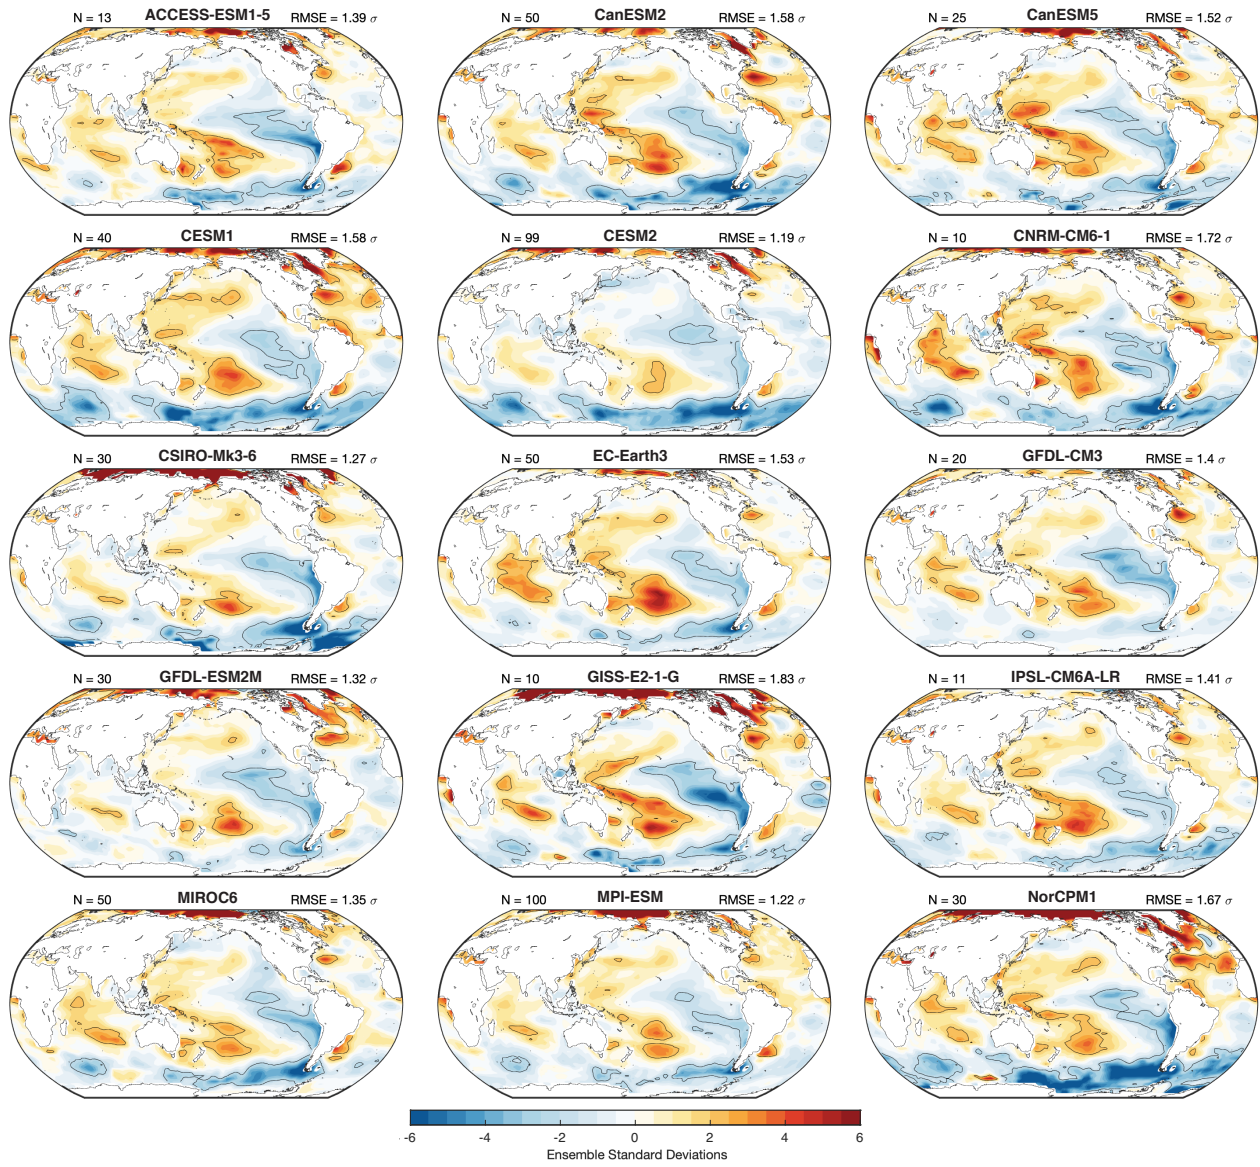 N = 13 ACCESS-ESM1-5 RMSE = 1.39 σ
N = 50 CanESM2 RMSE = 1.58 σ
N = 25 CanESM5 RMSE = 1.52 σ
N = 40 CESM1 RMSE = 1.58 σ
N = 99 CESM2 RMSE = 1.19 σ
N = 10 CNRM-CM6-1 RMSE = 1.72 σ
N = 30 CSIRO-Mk3-6 RMSE = 1.27 σ
N = 50 EC-Earth3 RMSE = 1.53 σ
N = 20 GFDL-CM3 RMSE = 1.4 σ
N = 30 GFDL-ESM2M RMSE = 1.32 σ
N = 10 GISS-E2-1-G RMSE = 1.83 σ
N = 11 IPSL-CM6A-LR RMSE = 1.41 σ
N = 50 MIROC6 RMSE = 1.35 σ
N = 100 MPI-ESM RMSE = 1.22 σ
N = 30 NorCPM1 RMSE = 1.67 σ
-6 -4 -2 0 2 4 6
Ensemble Standard Deviations